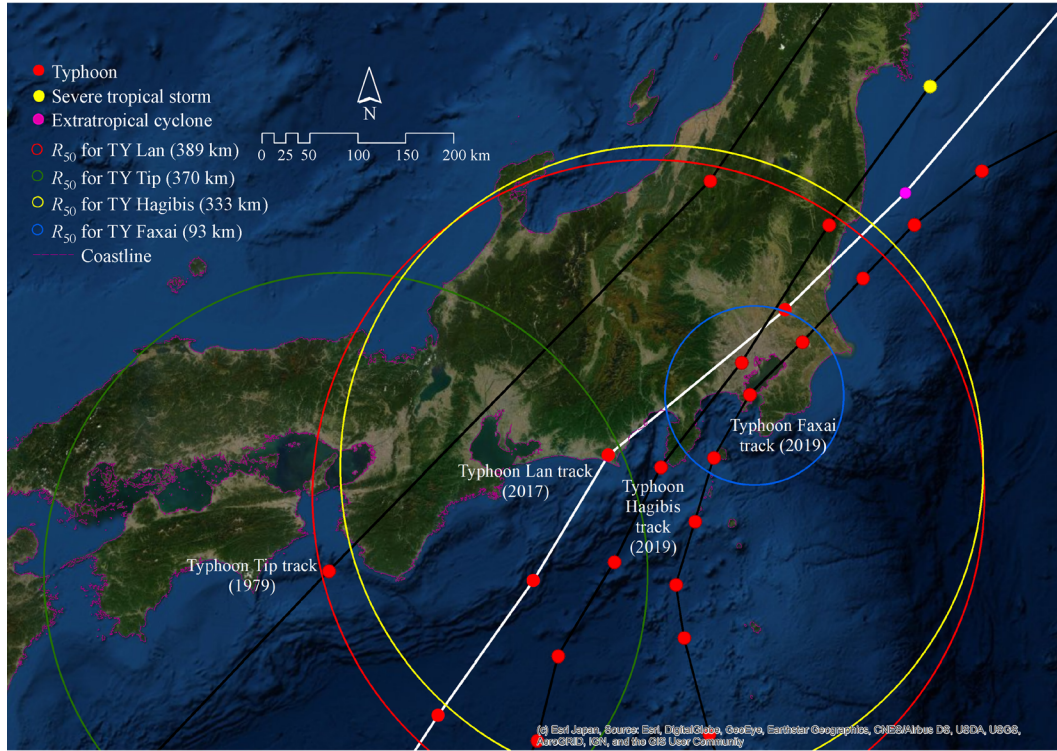 Typhoon
Severe tropical storm
Extratropical cyclone
R50 for TY Lan (389 km)
R50 for TY Tip (370 km)
R50 for TY Hagibis (333 km)
R50 for TY Faxai (93 km)
Coastline
N
0 25 50 100 150 200 km
Typhoon Faxai
track (2019)
Typhoon Lan track
(2017)
Typhoon
Hagibis
track
(2019)
Typhoon Tip track
(1979)
(c) Esri Japan, Source: Esri, DigitalGlobe, GeoEye, Earthstar Geographics, CNES/Airbus DS, USDA, USGS,
AeroGRID, IGN, and the GIS User Community